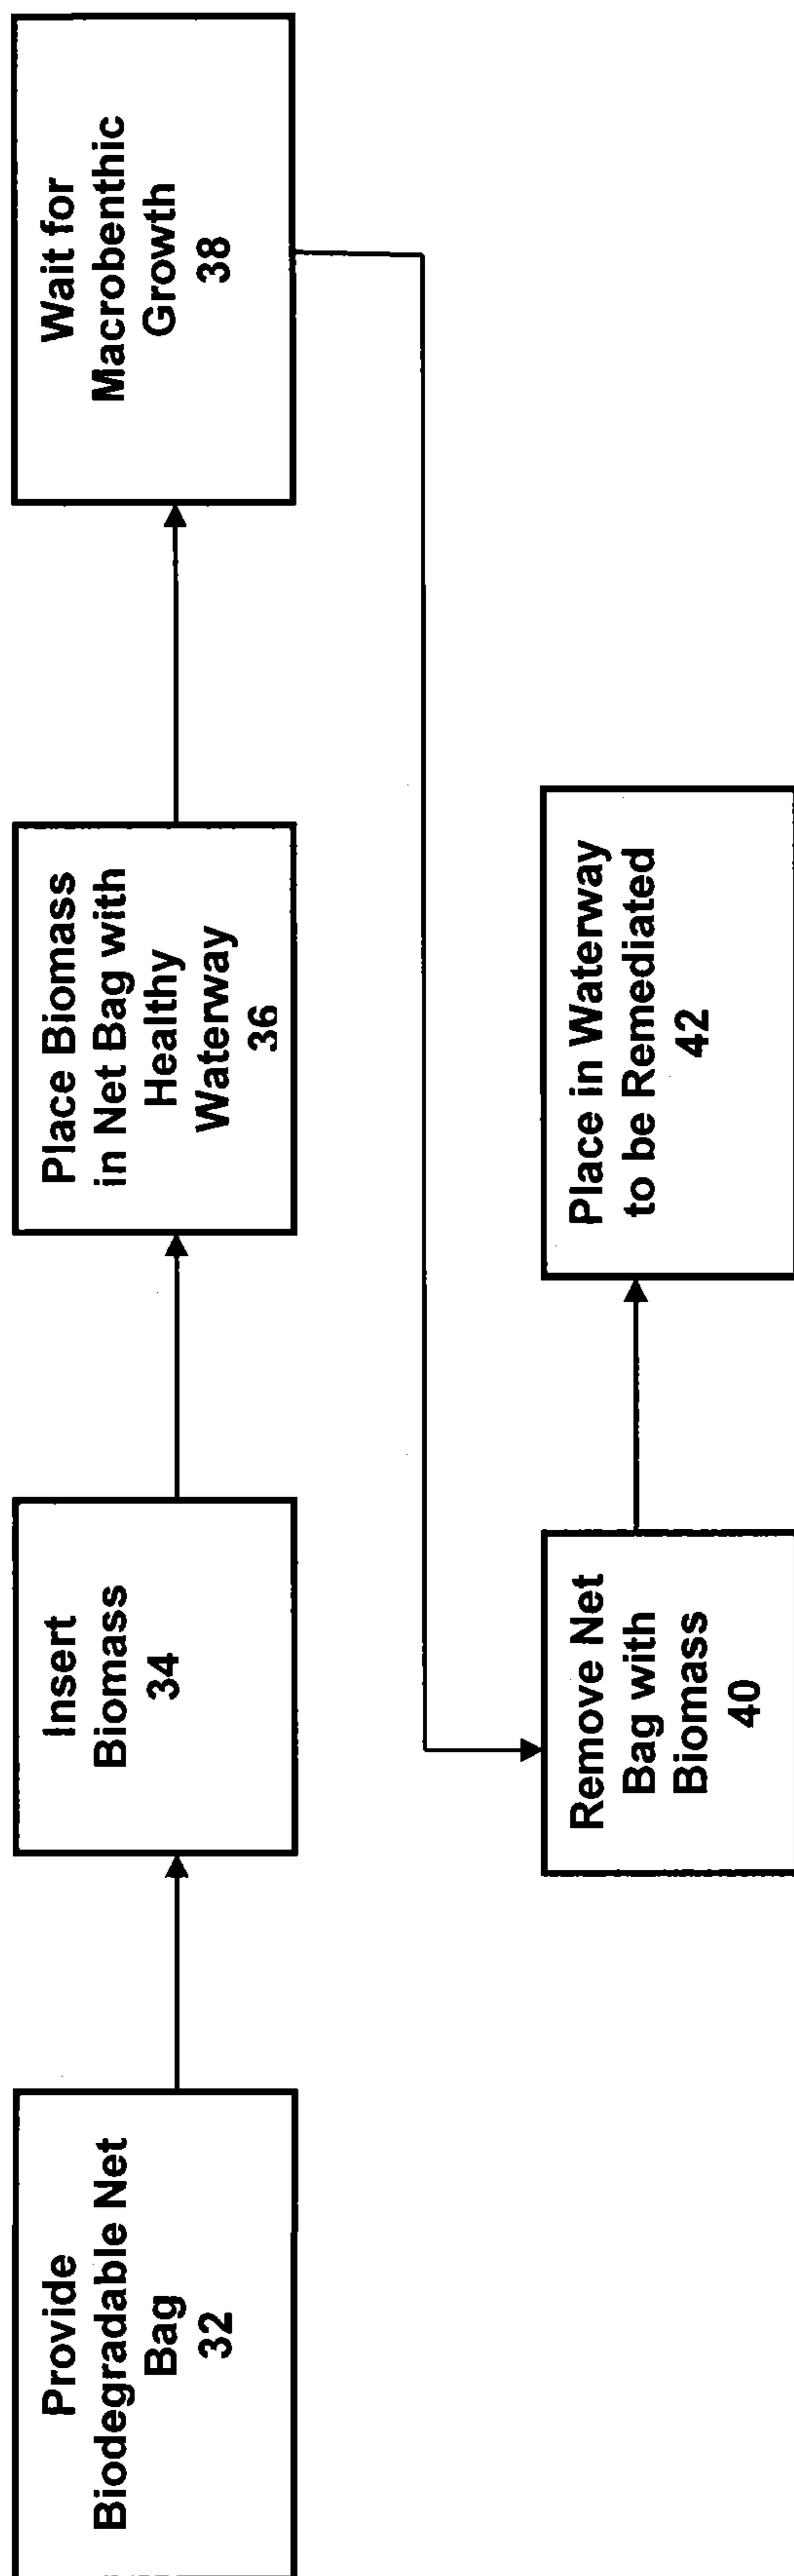 Provide
Biodegradable Net
Bag
32
Insert
Biomass
34
Place Biomass
in Net Bag with
Healthy
Waterway
36
Wait for
Macrobenthic
Growth
38
Remove Net
Bag with
Biomass
40
Place in Waterway
to be Remediated
42